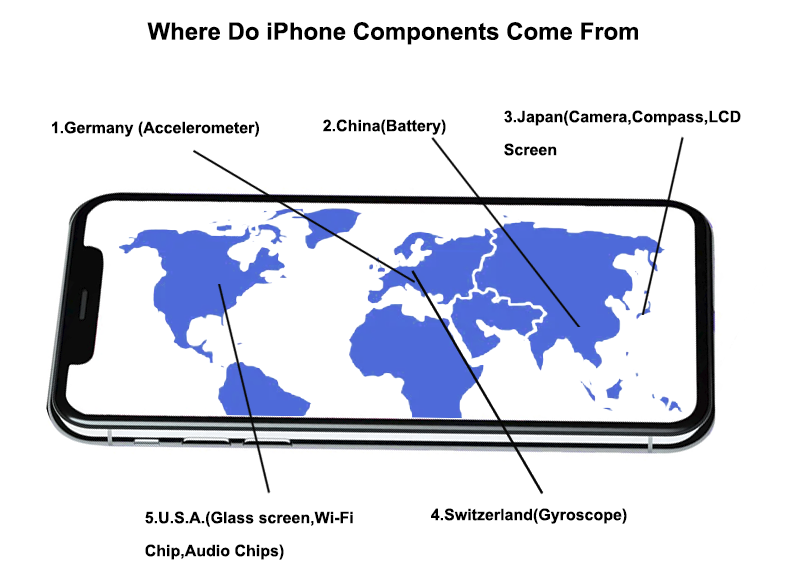 Where Do iPhone Components Come From
1.Germany (Accelerometer)
2.China(Battery)
3.Japan(Camera,Compass,LCD
Screen
5.U.S.A.(Glass screen,Wi-Fi
Chip,Audio Chips)
4.Switzerland(Gyroscope)